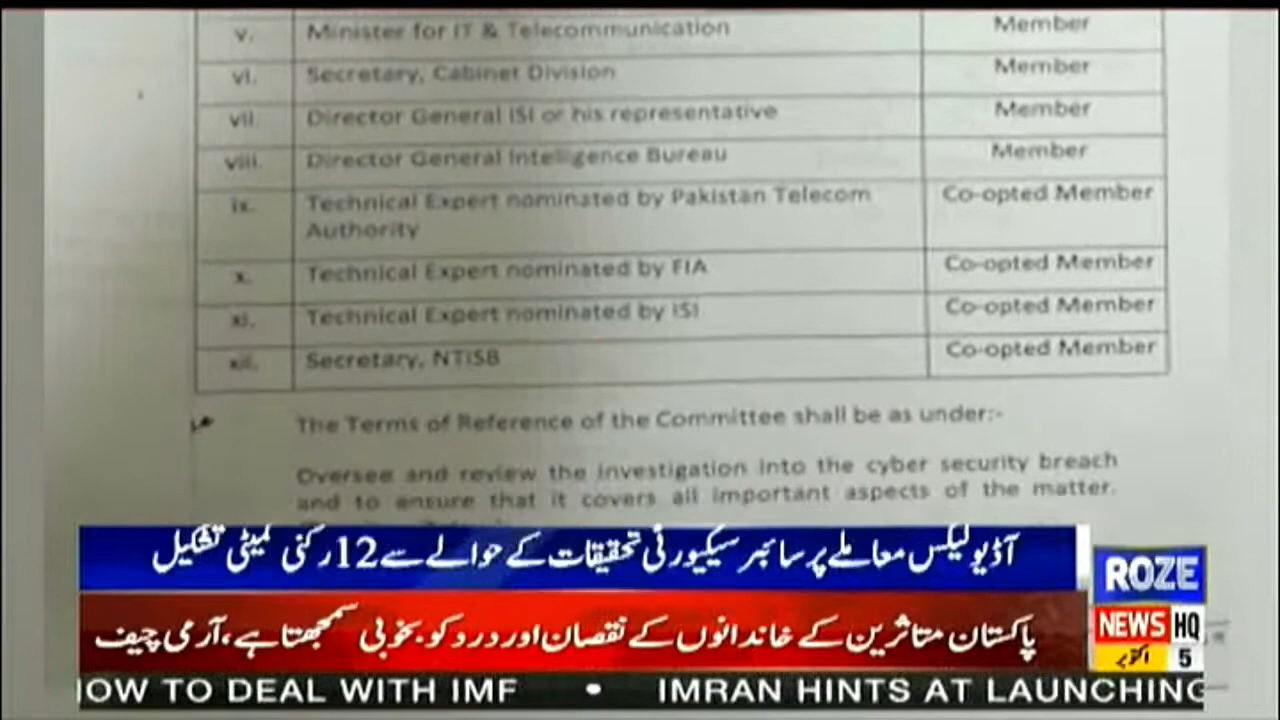 v. Minister for IT & Telecommunication Member
vi. Secretary, Cabinet Division Member
vii. Director General ISI or his representative Member
viii. Director General Intelligence Bureau Member
ix. Technical Expert nominated by Pakistan Telecom Co-opted Member
Authority
x. Technical Expert nominated by FIA Co-opted Member
xi. Technical Expert nominated by ISI Co-opted Member
xii. Secretary, NTISB Co-opted Member
The Terms of Reference of the Committee shall be as under:-
Oversee and review the investigation into the cyber security breach
and to ensure that it covers all important aspects of the matter.
آڈیو لیکس معاملے پر سائبر سیکیورٹی تحقیقات کے حوالے سے 12 رکنی کمیٹی تشکیل
پاکستان متاثرین کے خاندانوں کے نقصان اور درد کو بخوبی سمجھتا ہے، آرمی چیف
ROZE
NEWS HQ
اکتوبر 5
OW TO DEAL WITH IMF • IMRAN HINTS AT LAUNCHING